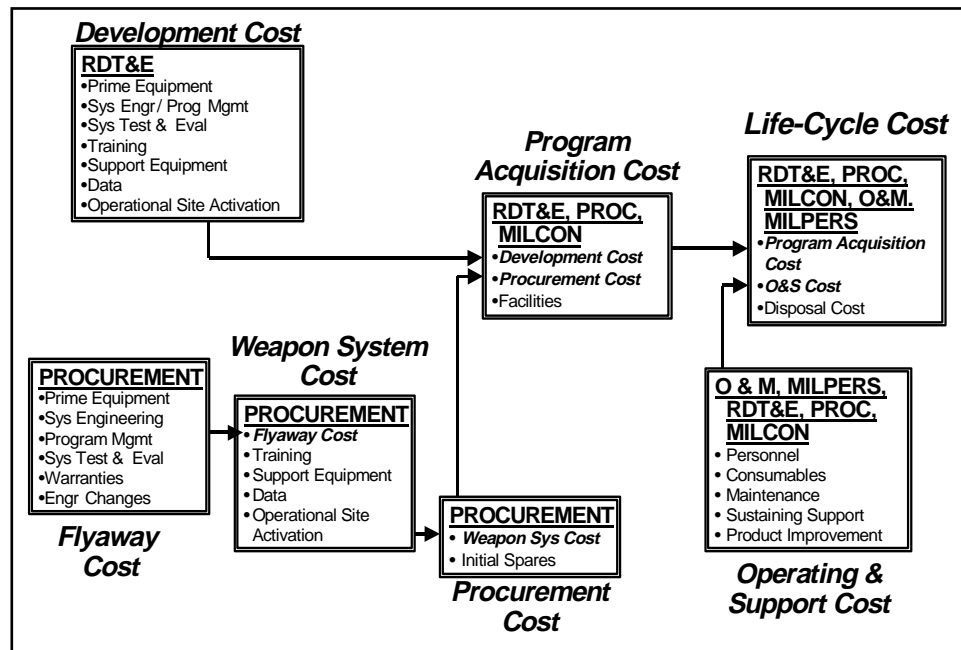 Development Cost
RDT&E
•Prime Equipment
•Sys Engr/ Prog Mgmt
•Sys Test & Eval
•Training
•Support Equipment
•Data
•Operational Site Activation
Program
Acquisition Cost
RDT&E, PROC,
MILCON
•Development Cost
•Procurement Cost
•Facilities
Life-Cycle Cost
RDT&E, PROC,
MILCON, O&M.
MILPERS
•Program Acquisition
Cost
•O&S Cost
•Disposal Cost
PROCUREMENT
•Prime Equipment
•Sys Engineering
•Program Mgmt
•Sys Test & Eval
•Warranties
•Engr Changes
Flyaway
Cost
Weapon System
Cost
PROCUREMENT
• Flyaway Cost
• Training
• Support Equipment
• Data
• Operational Site
Activation
PROCUREMENT
• Weapon Sys Cost
• Initial Spares
Procurement
Cost
O & M, MILPERS,
RDT&E, PROC,
MILCON
• Personnel
• Consumables
• Maintenance
• Sustaining Support
• Product Improvement
Operating &
Support Cost